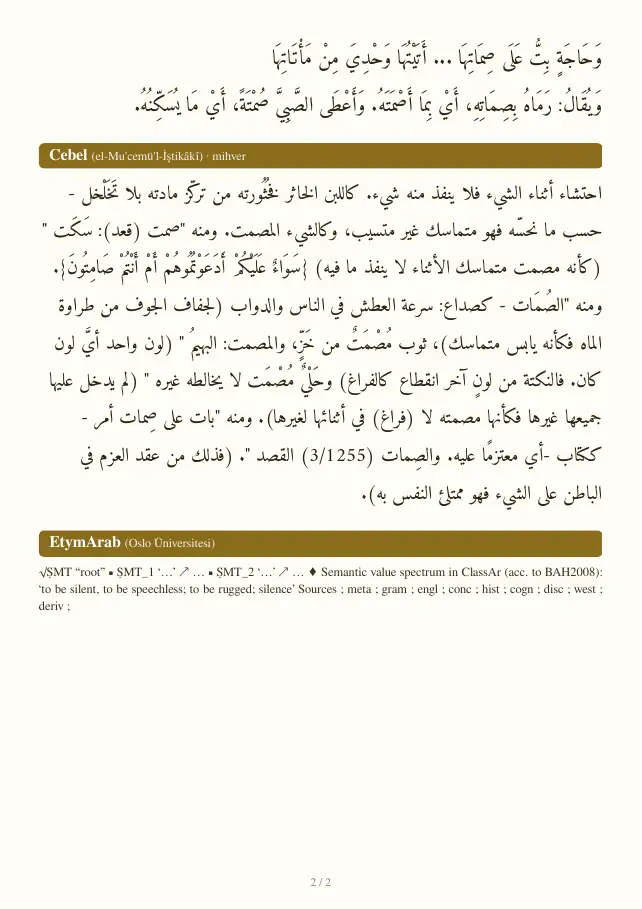 وَحَاجَةٍ بِتُّ عَلَى صِمَاتِهَا ... أَتَيْتُهَا وَحْدِيَ مِنْ مَأْتَاتِهَا
وَيُقَالُ: رَمَاهُ بِصِمَاتِهِ، أَيْ بِمَا أَصْمَتَهُ. وَأَعْطَى الصَّبِيَّ صُمْتَةً، أَيْ مَا يُسَكِّنُهُ.
Cebel (el-Mu'cemü'l-İştikâkî) · mihver
احتشاء أثناء الشيء فلا ينفذ منه شيء. كاللبن الخاثر فخُثُورته من تركّز مادته بلا تَخَلْخل -
حسب ما نحسّه فهو متماسك غير متسيب، وكالشيء المصمت. ومنه "صمت (قعد): سَكَت "
(كأنه مصمت متماسك الأثناء لا ينفذ ما فيه) {سَوَاءٌ عَلَيْكُمْ أَدَعَوْتُمُوهُمْ أَمْ أَنْتُمْ صَامِتُونَ}.
ومنه "الصُمَات - كصداع: سرعة العطش في الناس والدواب (لجفاف الجوف من طراوة
الماه فكأنه يابس متماسك)، ثوب مُصْمَتٌ من خَزّ، والمصمت: البهيمُ " (لون واحد أيَّ لون
كان. فالنكتة من لونٍ آخر انقطاع كالفراغ) وحَلْيٌ مُصْمَت لا يخالطه غيره " (لم يدخل عليها
جميعها غيرها فكأنها مصمته لا (فراغ) في أثنائها لغيرها). ومنه "بات على صِمات أمر -
ككتاب -أي معتزمًا عليه. والصِمات (3/1255) القصد ". (فذلك من عقد العزم في
الباطن على الشيء فهو ممتلئ النفس به).
EtymArab (Oslo Üniversitesi)
√ṢMT “root” ▪ ṢMT_1 ‘…’ ↗ … ▪ ṢMT_2 ‘…’ ↗ … ♦ Semantic value spectrum in ClassAr (acc. to BAH2008):
‘to be silent, to be speechless; to be rugged; silence’ Sources ; meta ; gram ; engl ; conc ; hist ; cogn ; disc ; west ;
deriv ;
2 / 2